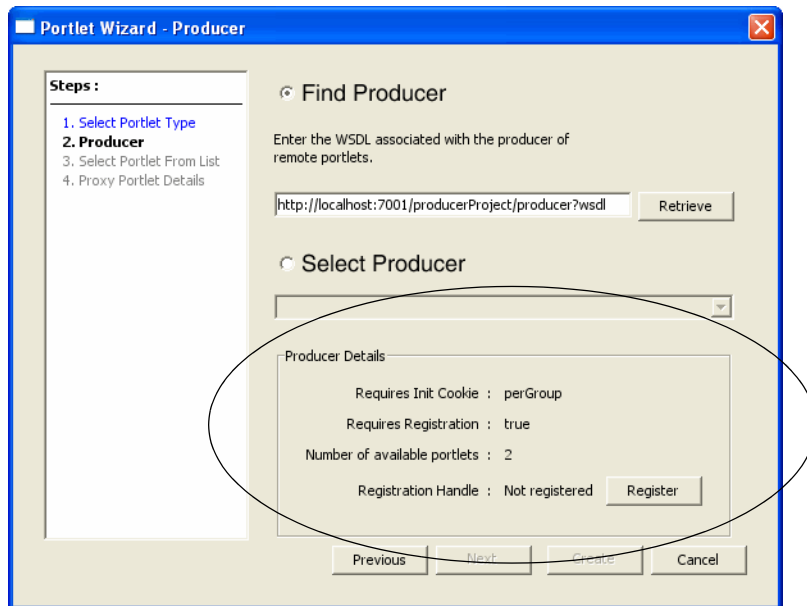 Portlet Wizard - Producer
Steps :
1. Select Portlet Type
2. Producer
3. Select Portlet From List
4. Proxy Portlet Details
Find Producer
Enter the WSDL associated with the producer of
remote portlets.
http://localhost:7001/producerProject/producer?wsdl
Retrieve
Select Producer
Producer Details
Requires Init Cookie : perGroup
Requires Registration : true
Number of available portlets : 2
Registration Handle : Not registered Register
Previous Next Create Cancel